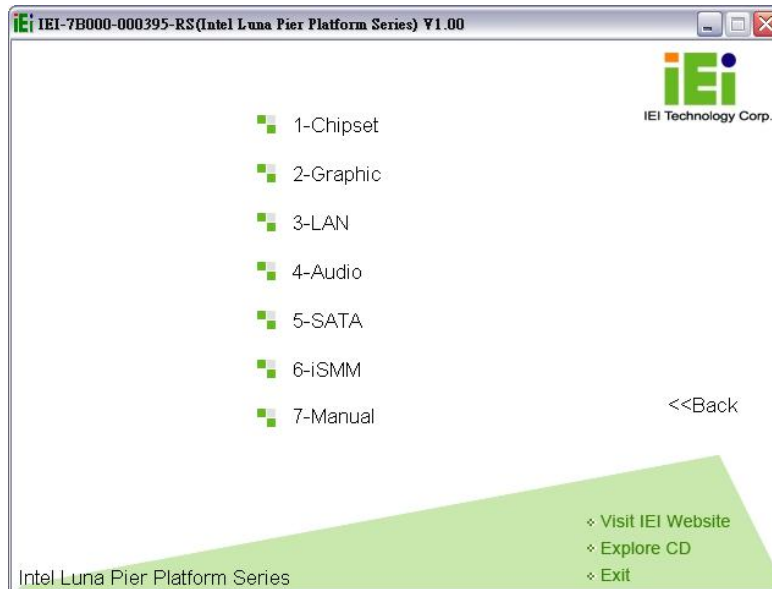 iEi IEI-7B000-000395-RS(Intel Luna Pier Platform Series) V1.00
iEi
IEI Technology Corp.
1-Chipset
2-Graphic
3-LAN
4-Audio
5-SATA
6-iSMM
7-Manual
<<Back
Visit IEI Website
Explore CD
Exit
Intel Luna Pier Platform Series